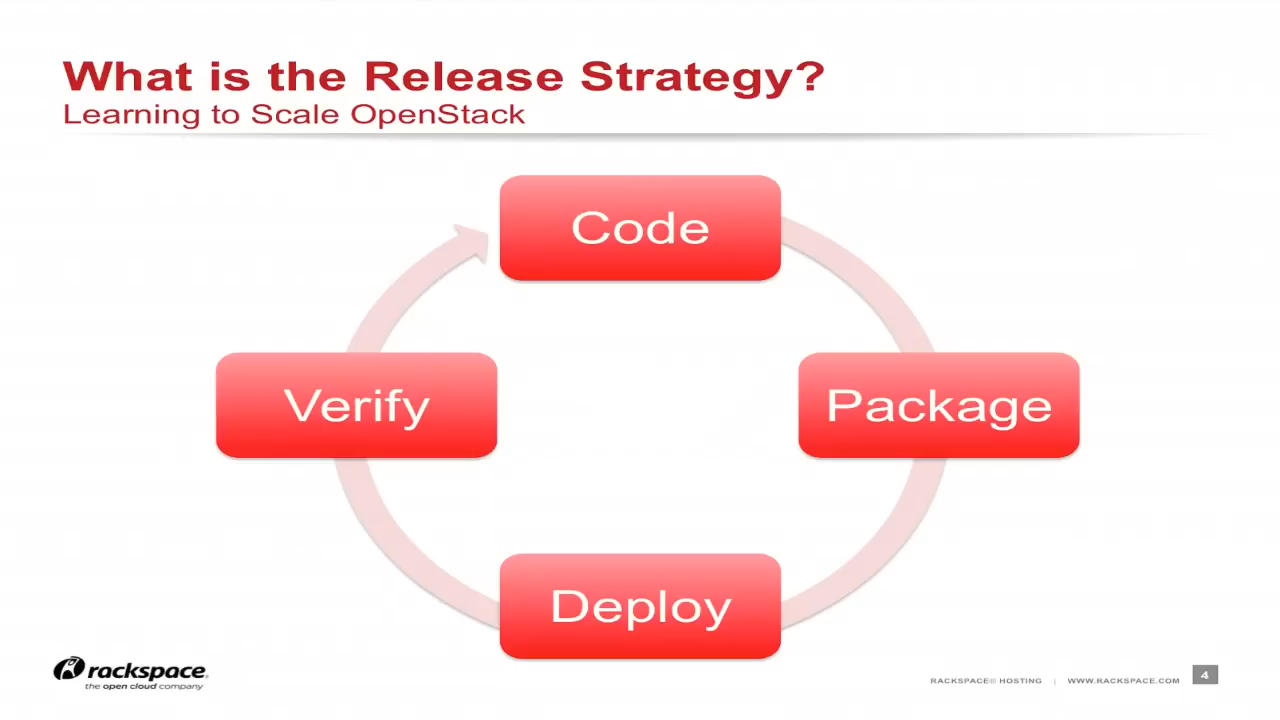 What is the Release Strategy?
Learning to Scale OpenStack
Code
Verify
Package
Deploy
rackspace®
the open cloud company
RACKSPACE® HOSTING | WWW.RACKSPACE.COM
4